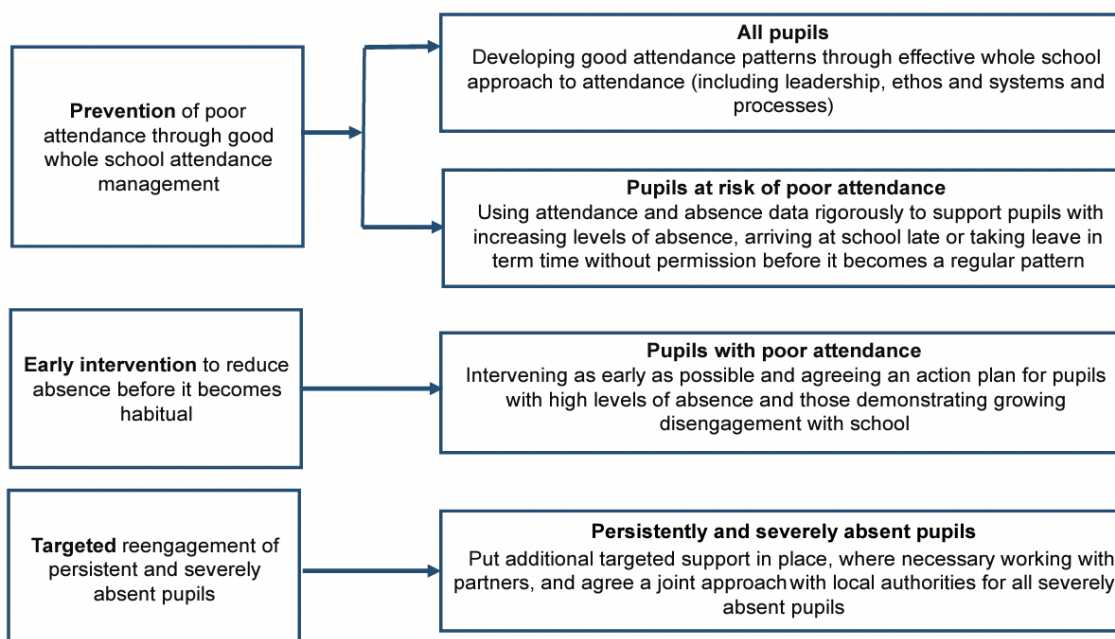 Prevention of poor
attendance through good
whole school attendance
management
All pupils
Developing good attendance patterns through effective whole school
approach to attendance (including leadership, ethos and systems and
processes)
Pupils at risk of poor attendance
Using attendance and absence data rigorously to support pupils with
increasing levels of absence, arriving at school late or taking leave in
term time without permission before it becomes a regular pattern
Early intervention to reduce
absence before it becomes
habitual
Pupils with poor attendance
Intervening as early as possible and agreeing an action plan for pupils
with high levels of absence and those demonstrating growing
disengagement with school
Targeted reengagement of
persistent and severely
absent pupils
Persistently and severely absent pupils
Put additional targeted support in place, where necessary working with
partners, and agree a joint approach with local authorities for all severely
absent pupils